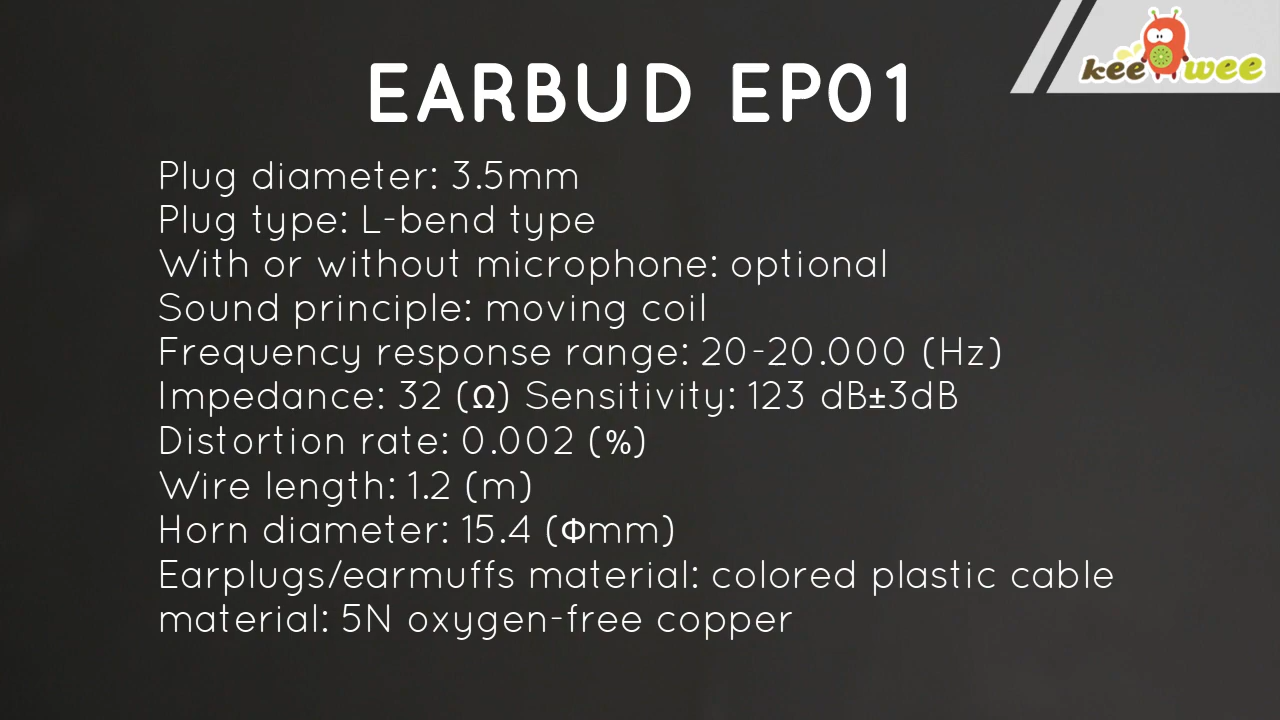 kee wee
EARBUD EP01
Plug diameter: 3.5mm
Plug type: L-bend type
With or without microphone: optional
Sound principle: moving coil
Frequency response range: 20-20.000 (Hz)
Impedance: 32 (Ω) Sensitivity: 123 dB±3dB
Distortion rate: 0.002 (%)
Wire length: 1.2 (m)
Horn diameter: 15.4 (Φmm)
Earplugs/earmuffs material: colored plastic cable
material: 5N oxygen-free copper